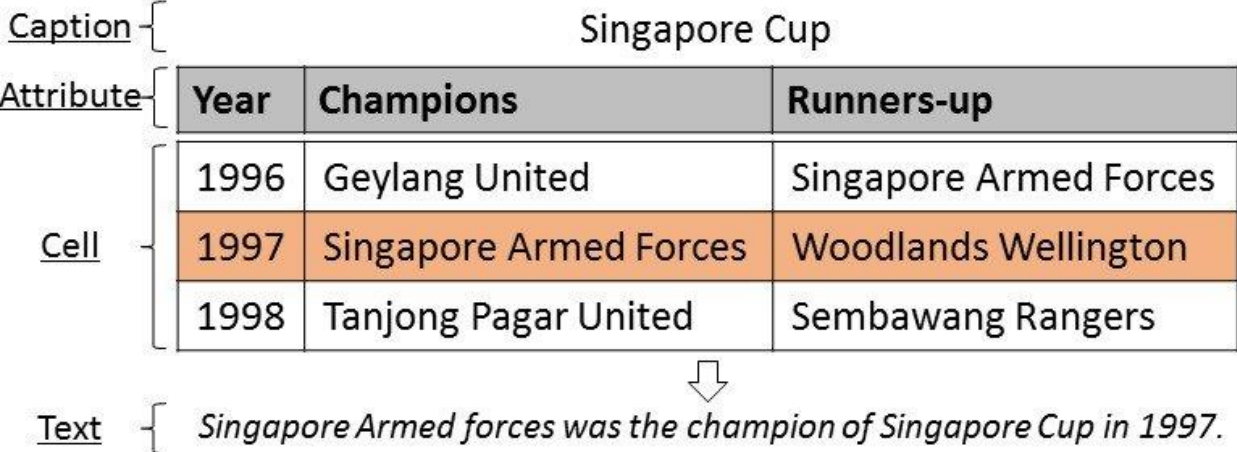 Caption Singapore Cup
Attribute Year Champions Runners-up
1996 Geylang United Singapore Armed Forces
Cell 1997 Singapore Armed Forces Woodlands Wellington
1998 Tanjong Pagar United Sembawang Rangers
Text Singapore Armed forces was the champion of Singapore Cup in 1997.